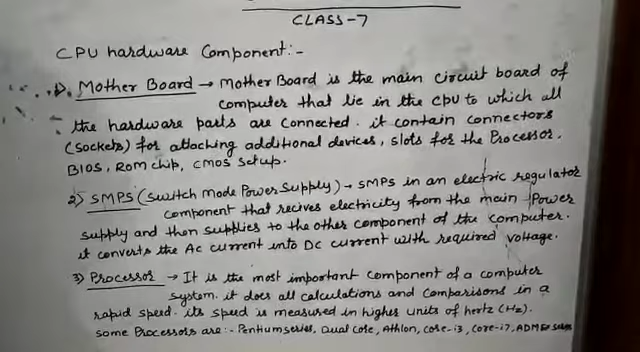 CLASS-7
CPU hardware Component:-
1). Mother Board → Mother Board is the main circuit board of
computer that lie in the cpu to which all
the hardware parts are connected. it contain connectors
(sockets) for attaching additional devices, slots for the Processor,
BIOS, ROM chip, CMOS setup.
2) SMPS (Switch Mode Power Supply) → SMPS in an electric regulator
component that recives electricity from the main Power
supply and then supplies to the other component of the computer.
it converts the Ac current into Dc current with required voltage.
3) Processor → It is the most important component of a computer
system. it does all calculations and comparisons in a
rapid speed. its speed is measured in higher units of hertz (Hz).
some Processors are:- Pentium series, Dual core, Athlon, core-i3, core-i7,